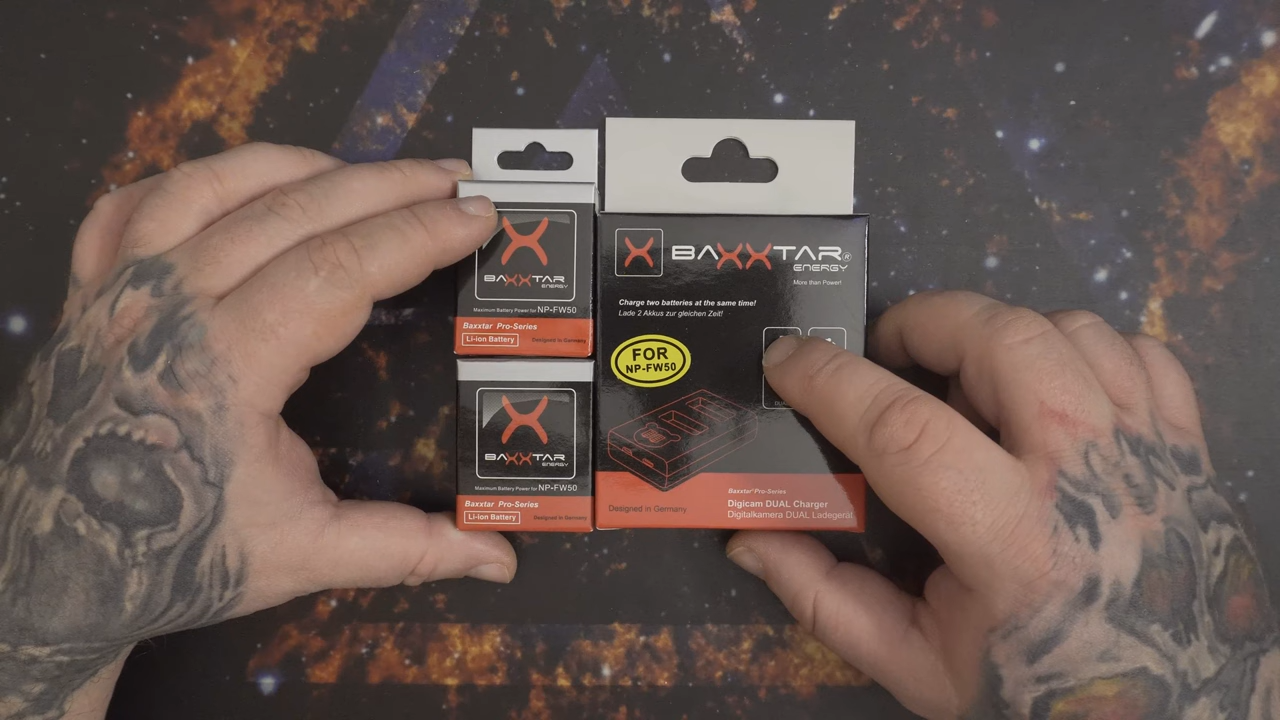 BAXXTAR
ENERGY
Maximum Battery Power for NP-FW50
Baxxtar Pro-Series
Li-ion Battery
Designed in Germany
BAXXTAR
ENERGY
Maximum Battery Power for NP-FW50
Baxxtar Pro-Series
Li-ion Battery
Designed in Germany
BAXXTAR®
ENERGY
More than Power!
Charge two batteries at the same time!
Lade 2 Akkus zur gleichen Zeit!
FOR
NP-FW50
Baxxtar® Pro-Series
Designed in Germany
Digicam DUAL Charger
Digitalkamera DUAL Ladegerät